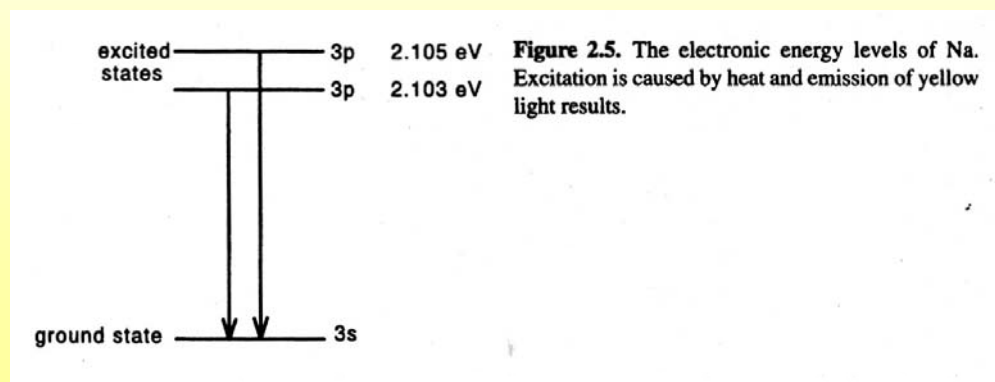 excited
states
3p 2.105 eV
3p 2.103 eV
ground state
3s
Figure 2.5. The electronic energy levels of Na.
Excitation is caused by heat and emission of yellow
light results.